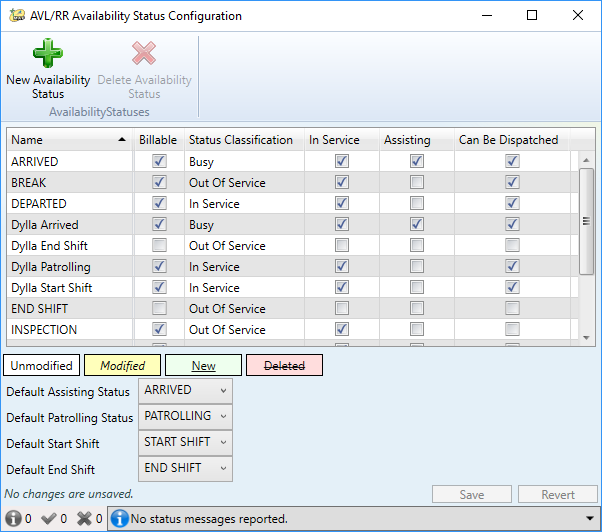 AVL/RR Availability Status Configuration
New Availability Status
Delete Availability Status
AvailabilityStatuses
Name Billable Status Classification In Service Assisting Can Be Dispatched
ARRIVED Busy
BREAK Out Of Service
DEPARTED In Service
Dylla Arrived Busy
Dylla End Shift Out Of Service
Dylla Patrolling In Service
Dylla Start Shift In Service
END SHIFT Out Of Service
INSPECTION Out Of Service
Unmodified Modified New Deleted
Default Assisting Status ARRIVED
Default Patrolling Status PATROLLING
Default Start Shift START SHIFT
Default End Shift END SHIFT
No changes are unsaved. Save Revert
0 0 0 No status messages reported.